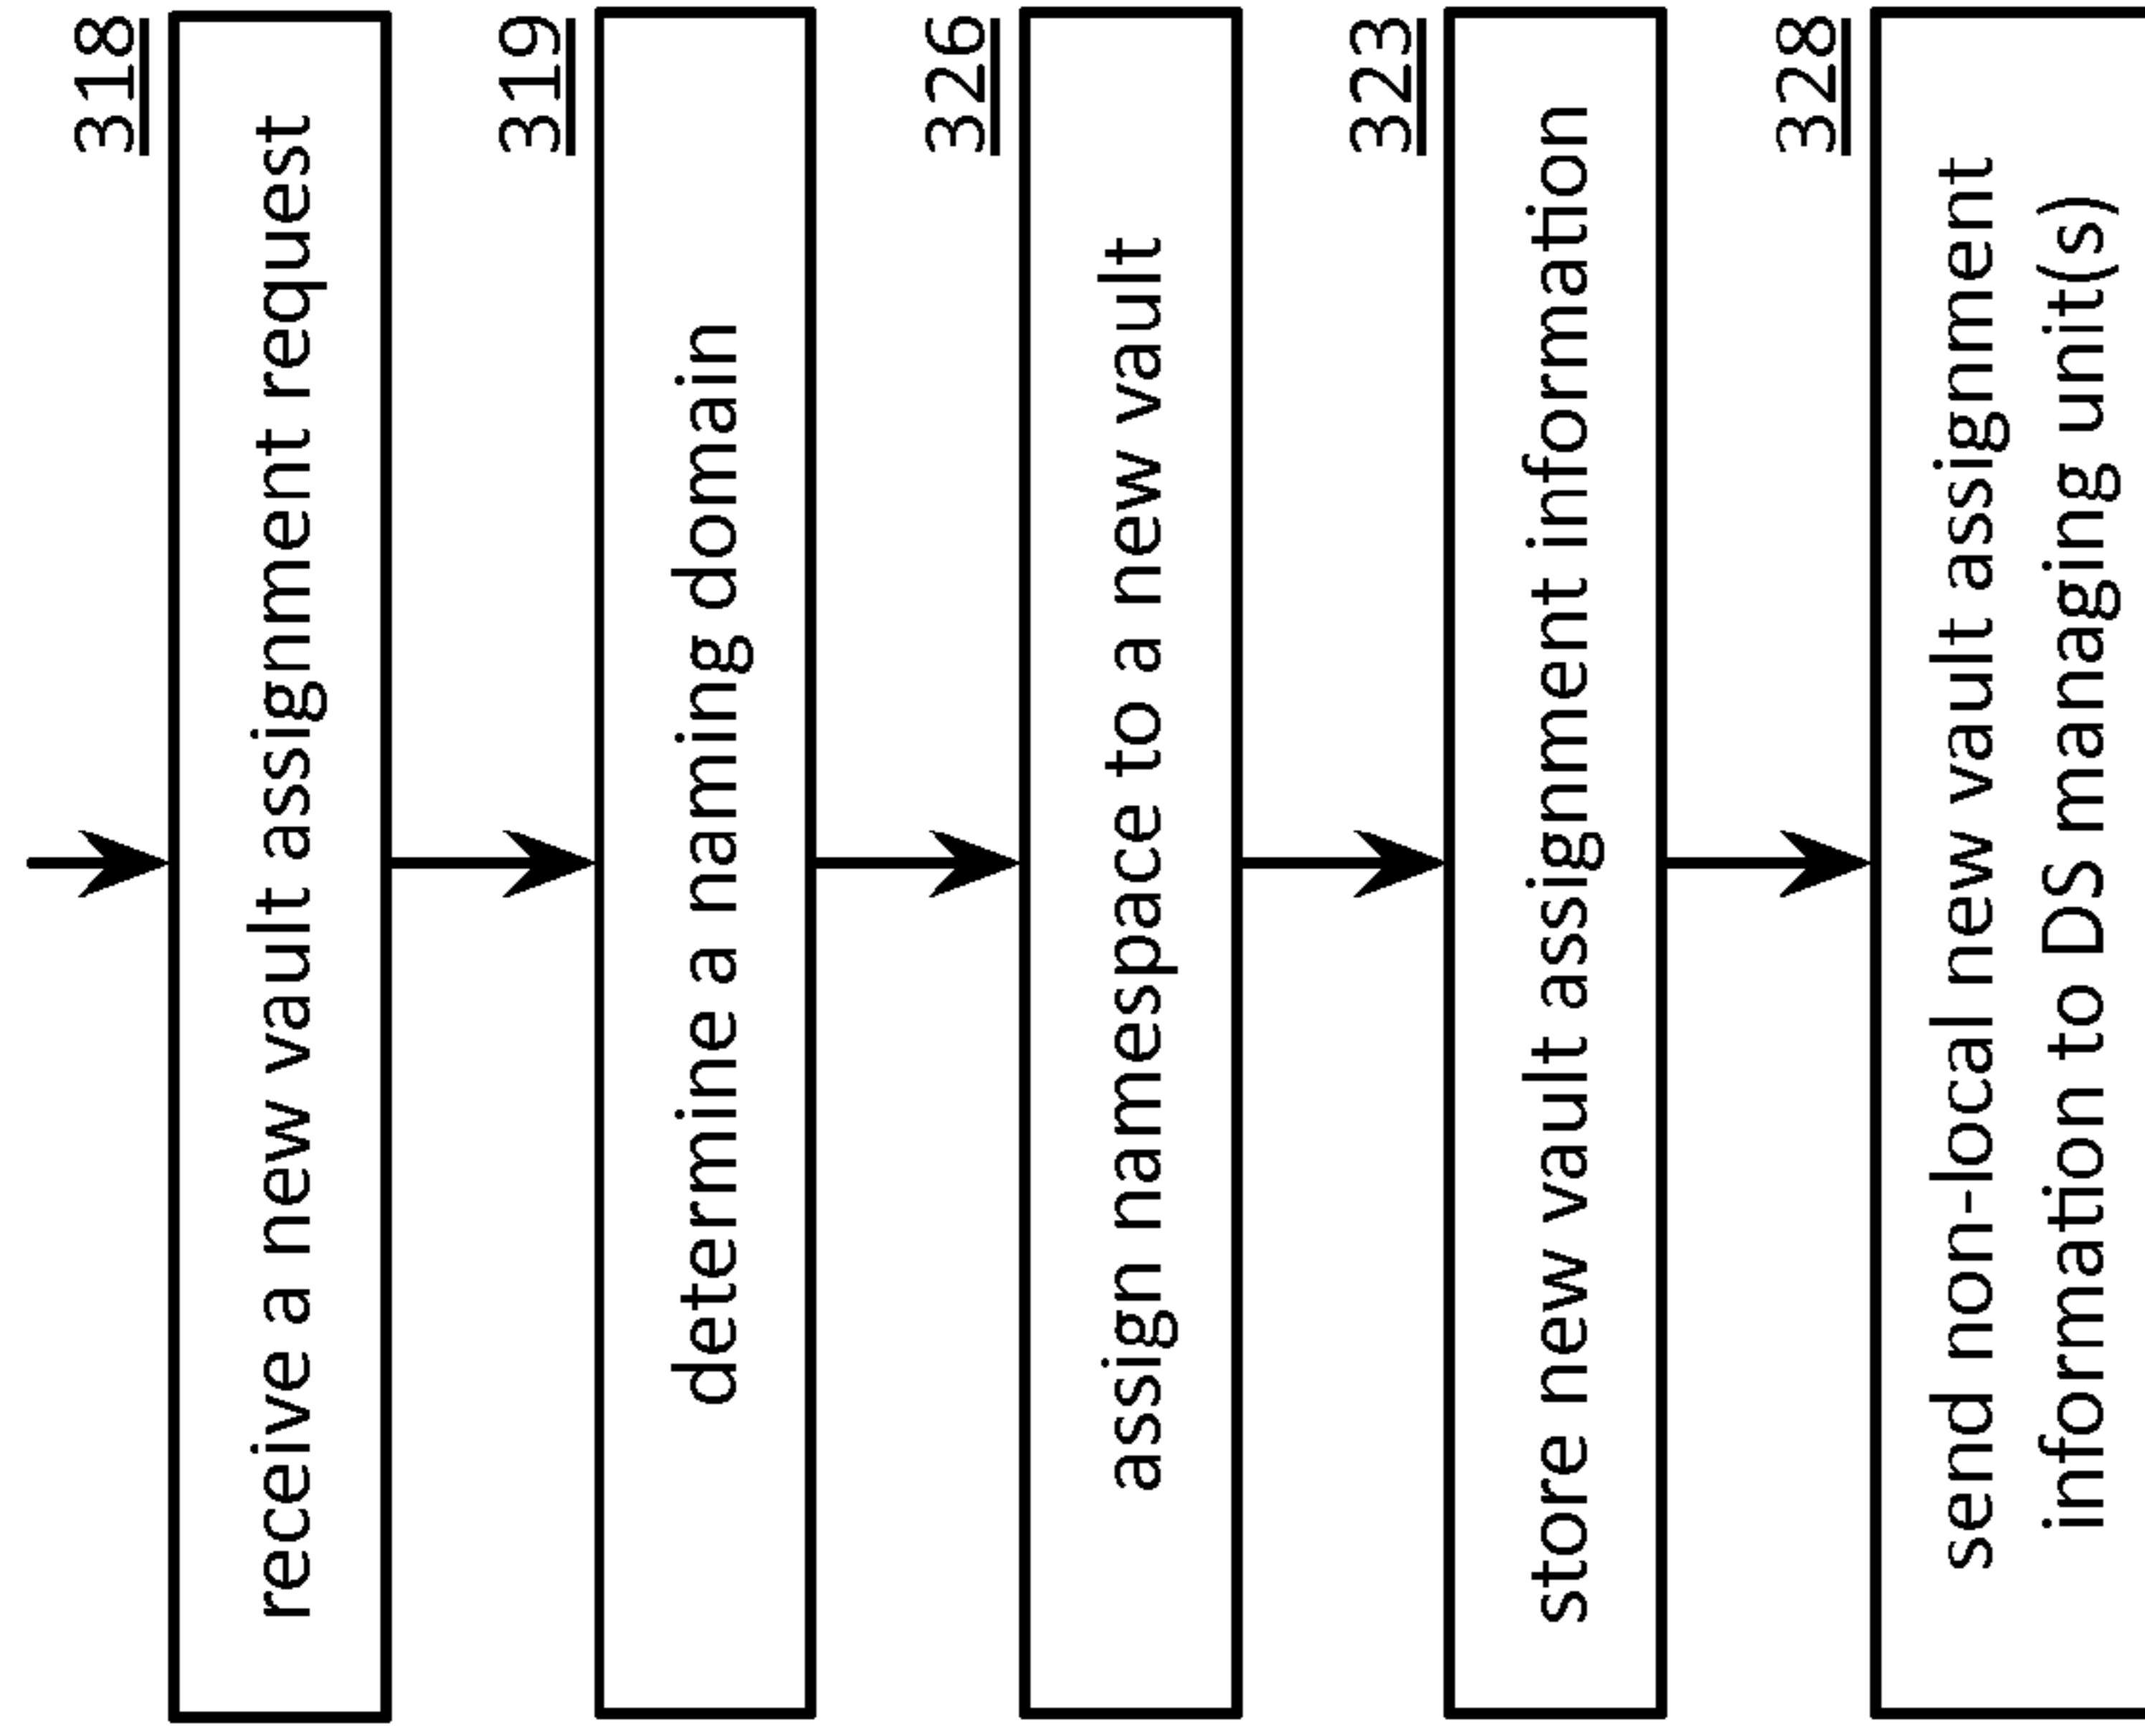 318
receive a new vault assignment request
319
determine a naming domain
326
assign namespace to a new vault
323
store new vault assignment information
328
send non-local new vault assignment
information to DS managing unit(s)